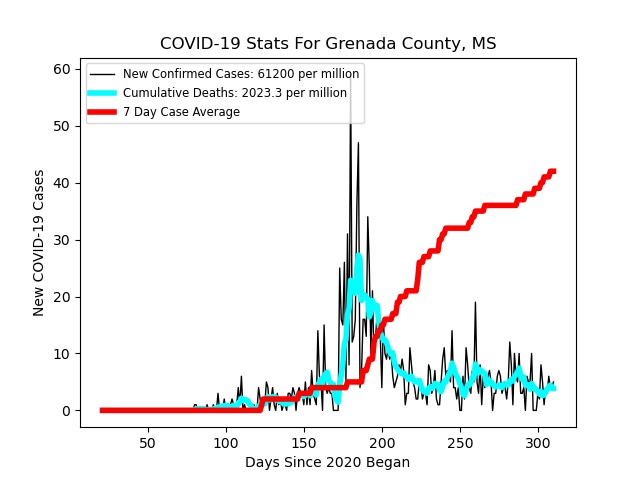 COVID-19 Stats For Grenada County, MS
New Confirmed Cases: 61200 per million
Cumulative Deaths: 2023.3 per million
7 Day Case Average
60
50
40
30
20
10
0
New COVID-19 Cases
50 100 150 200 250 300
Days Since 2020 Began